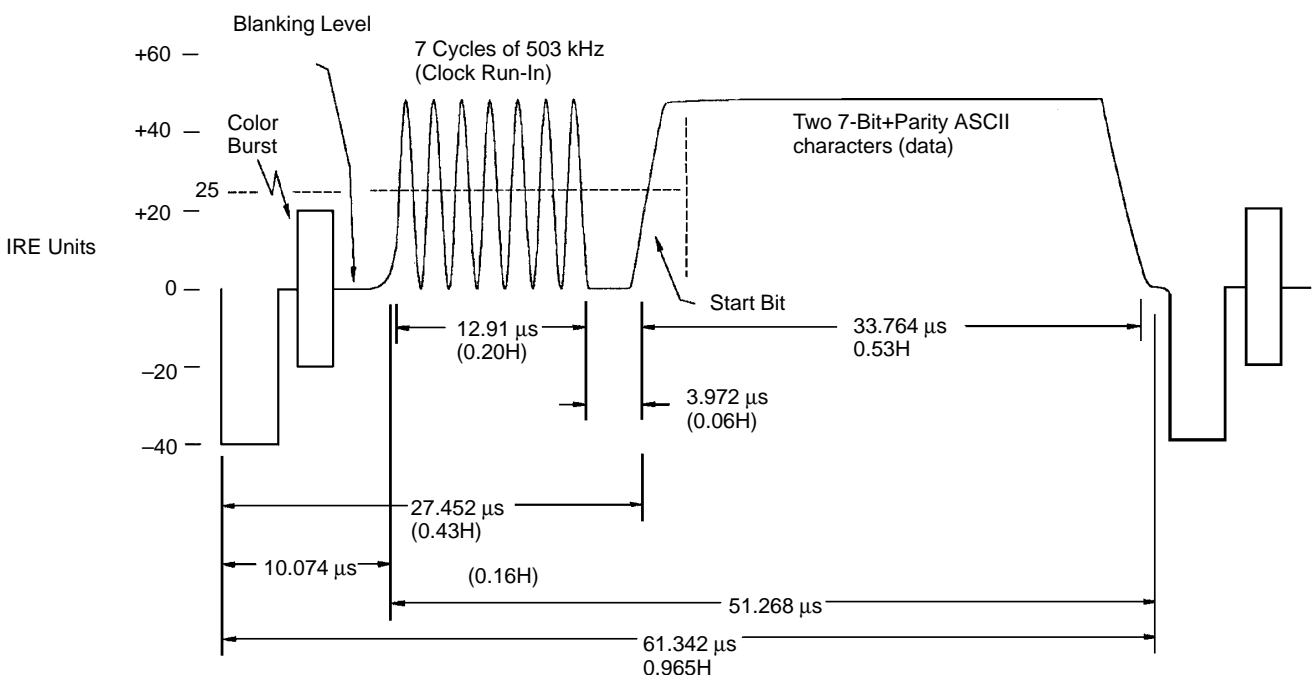 Blanking Level
+60
7 Cycles of 503 kHz
(Clock Run-In)
+40
Color
Burst
Two 7-Bit+Parity ASCII
characters (data)
25
+20
IRE Units
0
Start Bit
12.91 µs
(0.20H)
33.764 µs
0.53H
–20
3.972 µs
(0.06H)
–40
27.452 µs
(0.43H)
10.074 µs
(0.16H)
51.268 µs
61.342 µs
0.965H